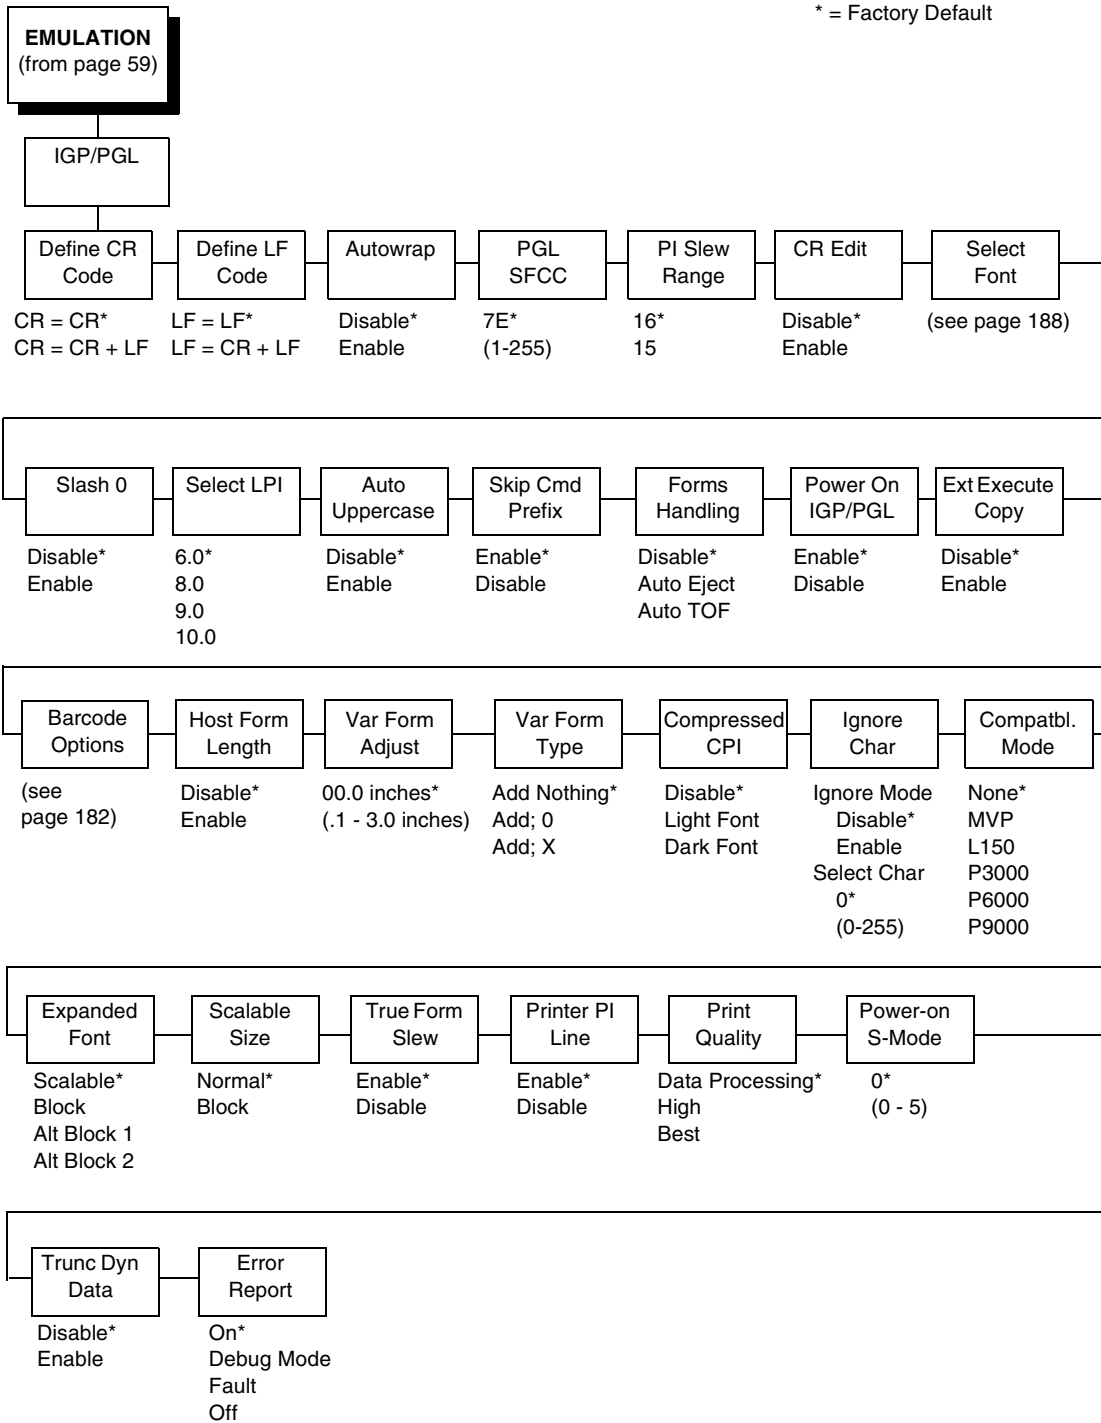 * = Factory Default
EMULATION
(from page 59)
IGP/PGL
Define CR
Code
CR = CR*
CR = CR + LF
Define LF
Code
LF = LF*
LF = CR + LF
Autowrap
Disable*
Enable
PGL
SFCC
7E*
(1-255)
PI Slew
Range
16*
15
CR Edit
Disable*
Enable
Select
Font
(see page 188)
Slash 0
Disable*
Enable
Select LPI
6.0*
8.0
9.0
10.0
Auto
Uppercase
Disable*
Enable
Skip Cmd
Prefix
Enable*
Disable
Forms
Handling
Disable*
Auto Eject
Auto TOF
Power On
IGP/PGL
Enable*
Disable
Ext Execute
Copy
Disable*
Enable
Barcode
Options
(see
page 182)
Host Form
Length
Disable*
Enable
Var Form
Adjust
00.0 inches*
(.1 - 3.0 inches)
Var Form
Type
Add Nothing*
Add; 0
Add; X
Compressed
CPI
Disable*
Light Font
Dark Font
Ignore
Char
Ignore Mode
Disable*
Enable
Select Char
0*
(0-255)
Compatbl.
Mode
None*
MVP
L150
P3000
P6000
P9000
Expanded
Font
Scalable*
Block
Alt Block 1
Alt Block 2
Scalable
Size
Normal*
Block
True Form
Slew
Enable*
Disable
Printer PI
Line
Enable*
Disable
Print
Quality
Data Processing*
High
Best
Power-on
S-Mode
0*
(0 - 5)
Trunc Dyn
Data
Disable*
Enable
Error
Report
On*
Debug Mode
Fault
Off